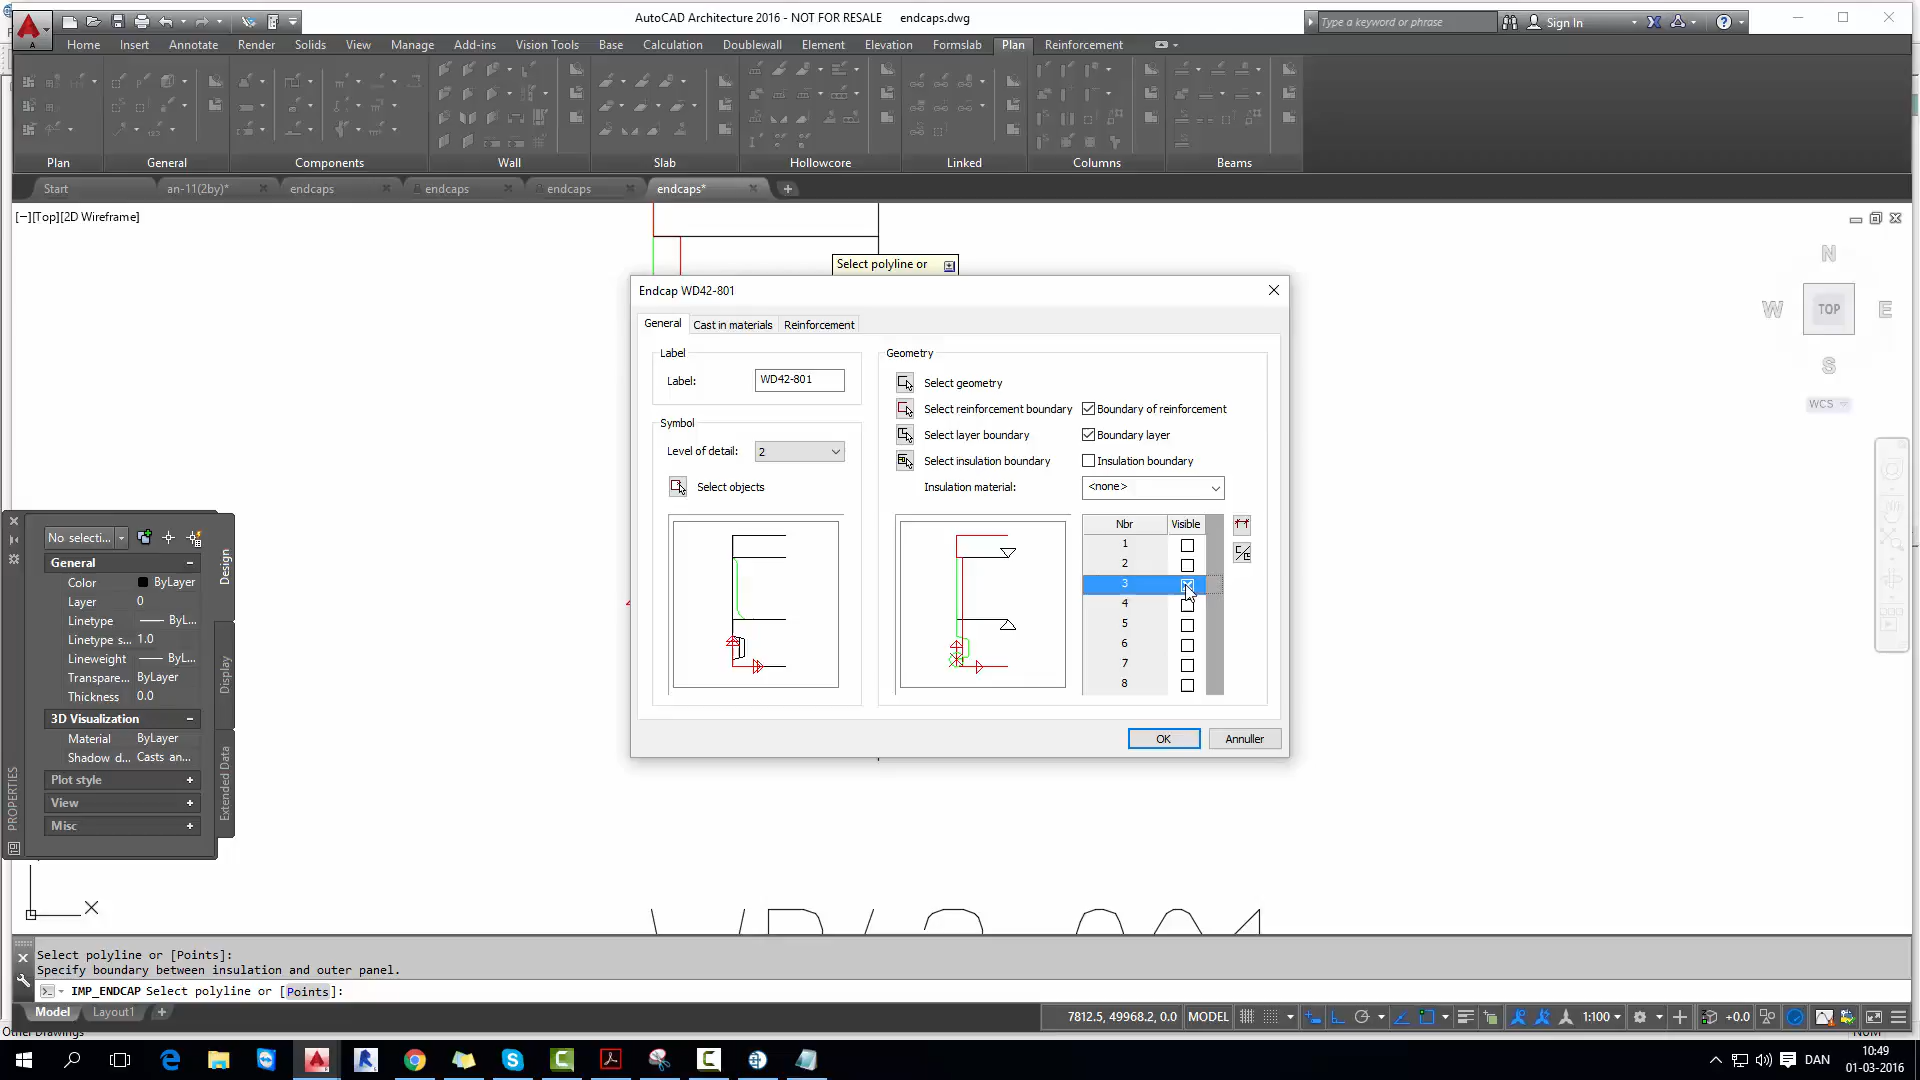 AutoCAD Architecture 2016 - NOT FOR RESALE endcaps.dwg
Type a keyword or phrase
Sign In
A
Home Insert Annotate Render Solids View Manage Add-ins Vision Tools Base Calculation Doublewall Element Elevation Formslab Plan Reinforcement
Plan General Components Wall Slab Hollowcore Linked Columns Beams
Start an-11(2by)* endcaps endcaps endcaps endcaps*
[−][Top][2D Wireframe]
N
W TOP E
S
WCS
Select polyline or
Endcap WD42-801
General Cast in materials Reinforcement
Label
Label: WD42-801
Symbol
Level of detail: 2
Select objects
Geometry
Select geometry
Select reinforcement boundary Boundary of reinforcement
Select layer boundary Boundary layer
Select insulation boundary Insulation boundary
Insulation material: <none>
Nbr Visible
1
2
3
4
5
6
7
8
OK Annuller
No selecti...
General
Color ByLayer
Layer 0
Linetype ByL...
Linetype s... 1.0
Lineweight ByL...
Transpare... ByLayer
Thickness 0.0
3D Visualization
Material ByLayer
Shadow d... Casts an...
Plot style
View
Misc
Design
Display
Extended Data
PROPERTIES
X
Select polyline or [Points]:
Specify boundary between insulation and outer panel.
IMP_ENDCAP Select polyline or [Points]:
Model Layout1
7812.5, 49968.2, 0.0 MODEL 1:100 +0.0
Other Drawings
NUM
DAN
10:49
01-03-2016